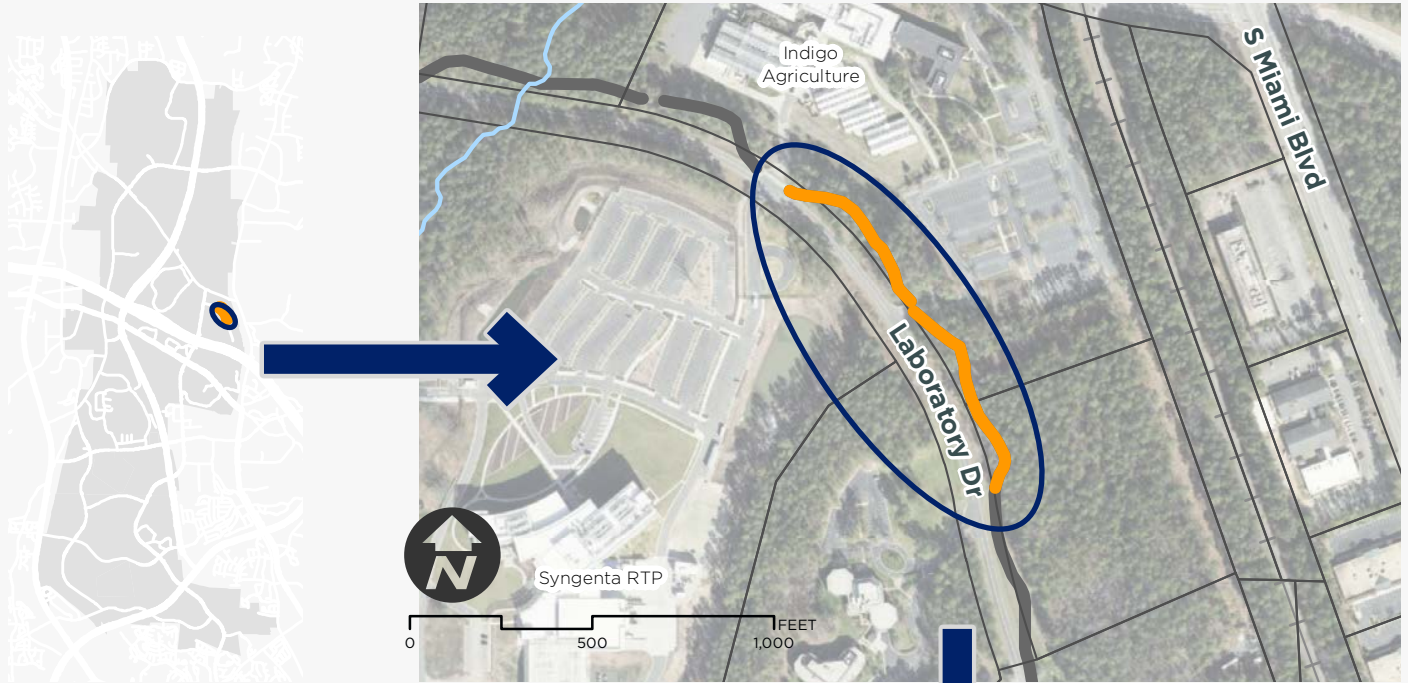 Indigo
Agriculture
S Miami Blvd
Laboratory Dr
N
Syngenta RTP
FEET
0 500 1,000